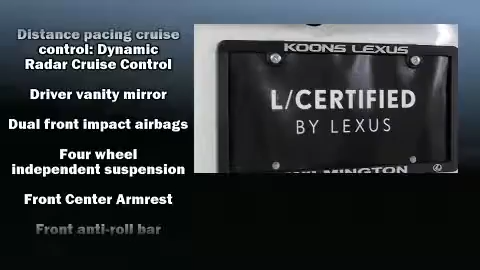 Distance pacing cruise
control: Dynamic
Radar Cruise Control
Driver vanity mirror
Dual front impact airbags
Four wheel
independent suspension
Front Center Armrest
Front anti-roll bar
KOONS LEXUS
L/CERTIFIED
BY LEXUS
WILMINGTON